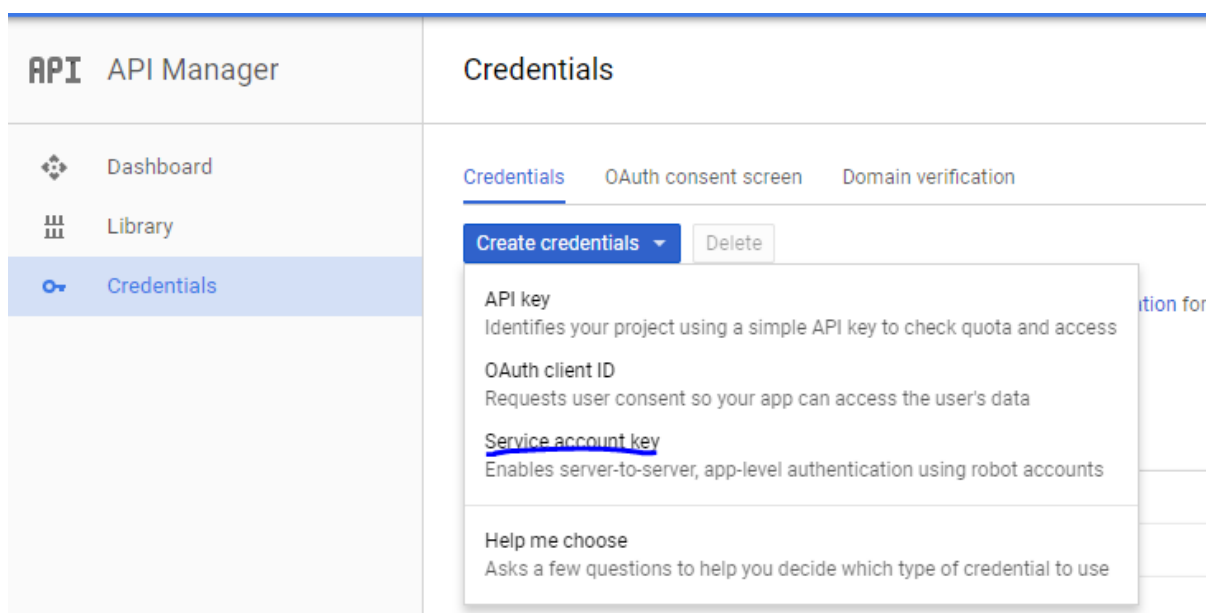 API API Manager
Credentials
Dashboard
Library
Credentials
Credentials OAuth consent screen Domain verification
Create credentials Delete
API key
Identifies your project using a simple API key to check quota and access
for
OAuth client ID
Requests user consent so your app can access the user's data
Service account key
Enables server-to-server, app-level authentication using robot accounts
Help me choose
Asks a few questions to help you decide which type of credential to use